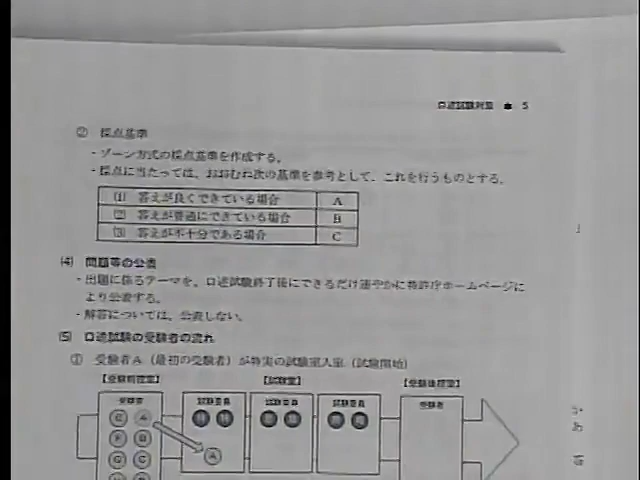 口述試験対策 ■ 5
② 採点基準
・ゾーン方式の採点基準を作成する。
・採点に当たっては、おおむね次の基準を参考として、これを行うものとする。
(1) 答えが良くできている場合 A
(2) 答えが普通にできている場合 B
(3) 答えが不十分である場合 C
(4) 問題等の公表
・出題に係るテーマを、口述試験終了後にできるだけ速やかに特許庁ホームページに
より公表する。
・解答については、公表しない。
(5) 口述試験の受験者の流れ
① 受験者A（最初の受験者）が特実の試験室入室（試験開始）
【受験前控室】 【試験室】 【受験後控室】
受験者 試験委員 試験委員 試験委員 受験者
C A
F B
A
G C
H